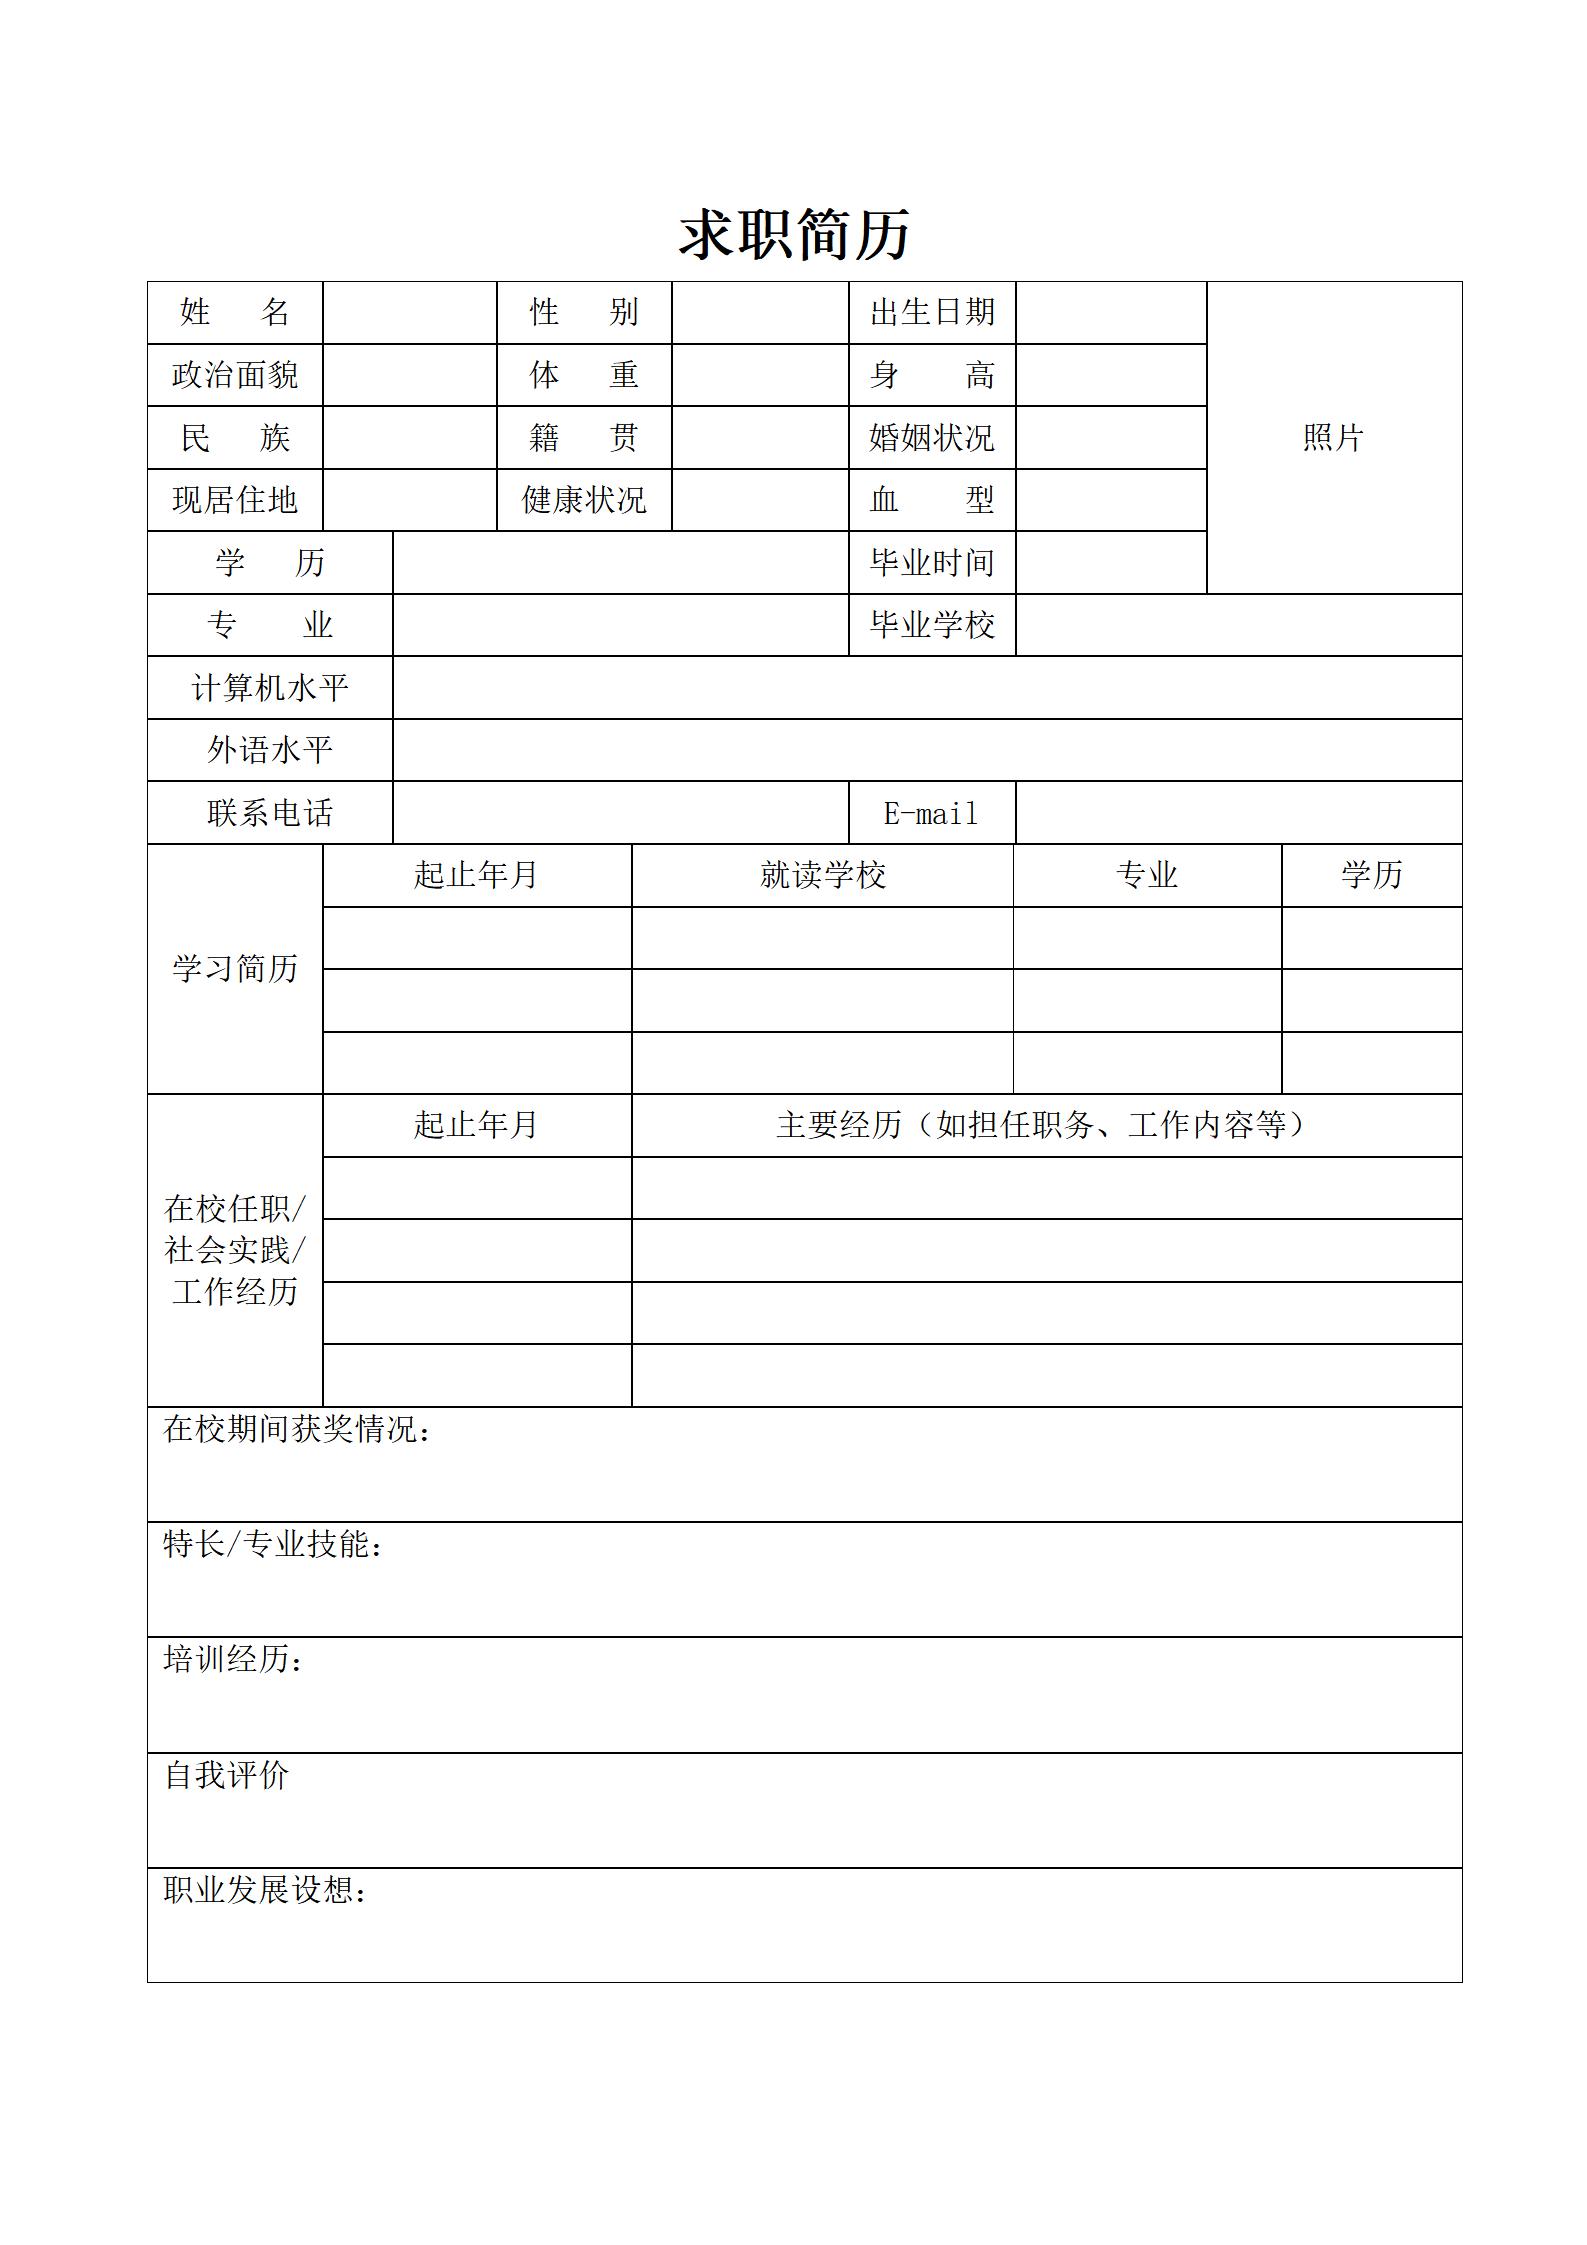 求职简历
姓 名 性 别 出生日期
政治面貌 体 重 身 高
民 族 籍 贯 婚姻状况 照片
现居住地 健康状况 血 型
学 历 毕业时间
专 业 毕业学校
计算机水平
外语水平
联系电话 E-mail
学习简历
起止年月 就读学校 专业 学历
在校任职/
社会实践/
工作经历
起止年月 主要经历（如担任职务、工作内容等）
在校期间获奖情况：
特长/专业技能：
培训经历：
自我评价
职业发展设想：